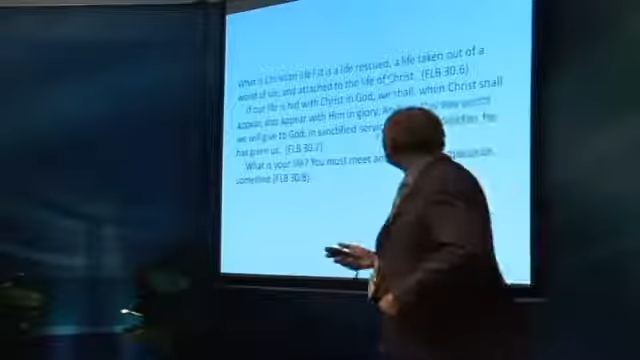 What is Christian life? It is a life rescued, a life taken out of a
world of sin, and attached to the life of Christ. (FLB 30.6)
If our life is hid with Christ in God, we shall, when Christ shall
appear, also appear with Him in glory. And
we will give to God, in sanctified
has given us. (FLB 30.7)
What is your life? You must meet
something (FLB 30.8)